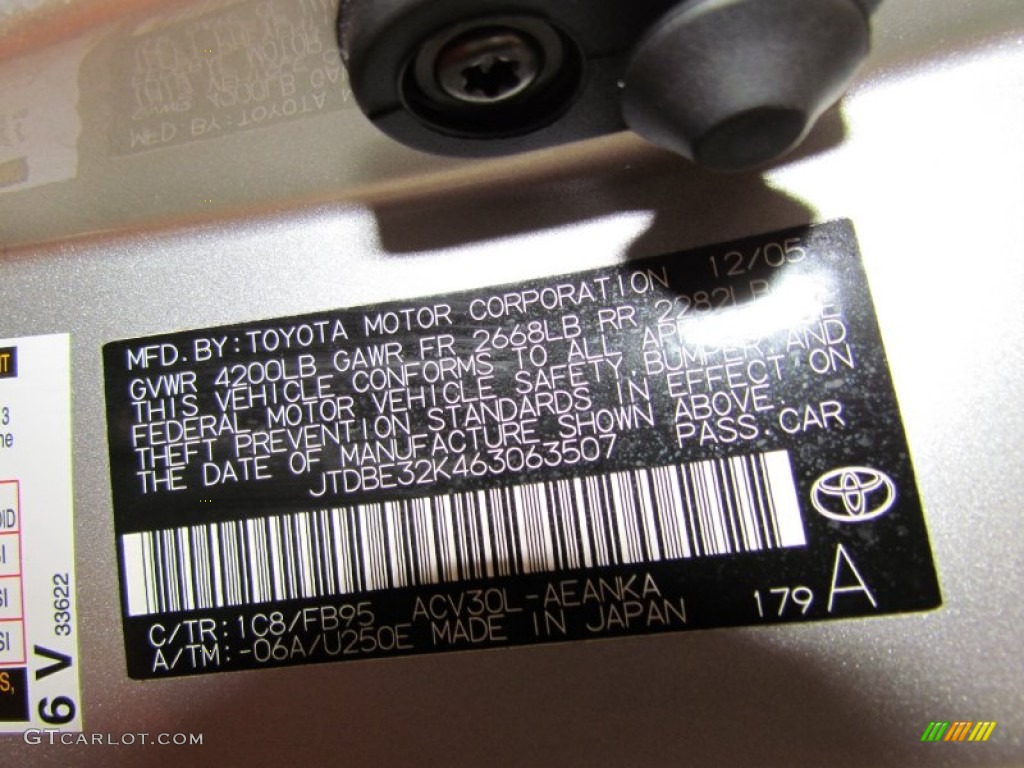 MFD. BY: TOYOTA MOTOR CORPORATION 12/05
GVWR 4200LB GAWR FR 2668LB RR 2282LB
THIS VEHICLE CONFORMS TO ALL
FEDERAL MOTOR VEHICLE SAFETY, BUMPER AND
THEFT PREVENTION STANDARDS IN EFFECT ON
THE DATE OF MANUFACTURE SHOWN ABOVE
JTDBE32K463063507 PASS. CAR
C/TR: 1C8/FB95 ACV30L-AEANKA
A/TM: -06A/U250E MADE IN JAPAN
179 A
33622
6 V
GTCARLOT.COM